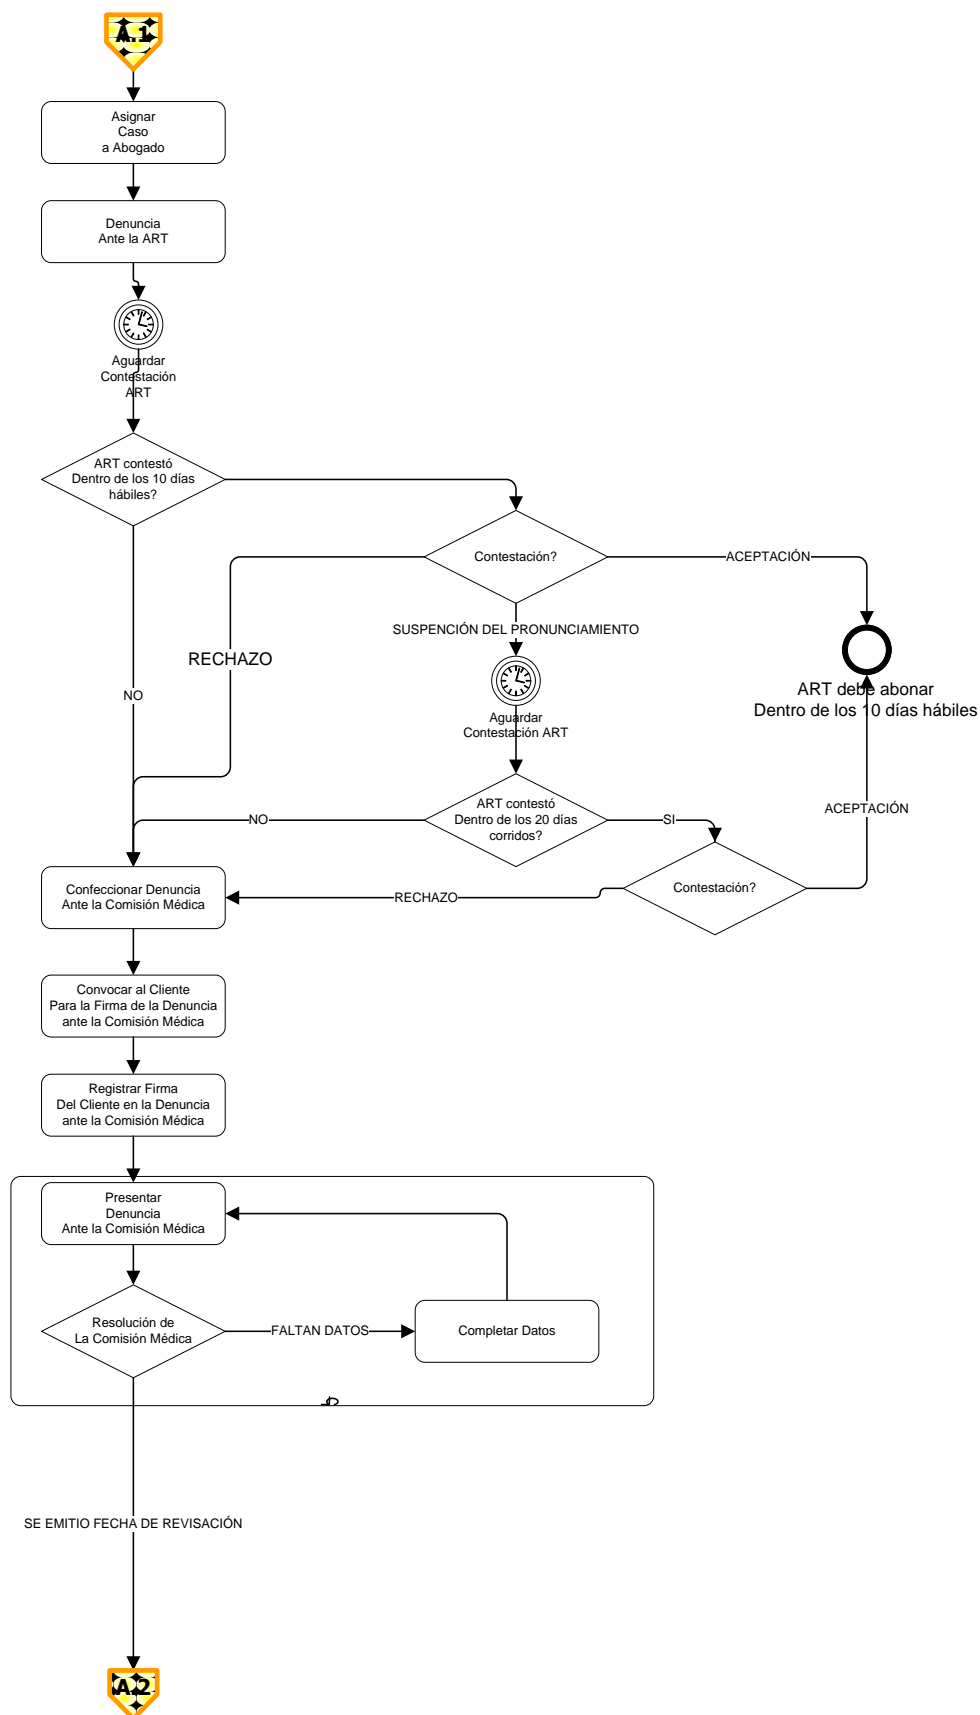 A.1
Asignar
Caso
a Abogado
Denuncia
Ante la ART
Aguardar
Contestación
ART
ART contestó
Dentro de los 10 días
hábiles?
Contestación?
ACEPTACIÓN
SUSPENCIÓN DEL PRONUNCIAMIENTO
RECHAZO
NO
ART debe abonar
Dentro de los 10 días hábiles
Aguardar
Contestación ART
ART contestó
Dentro de los 20 días
corridos?
NO
SI
ACEPTACIÓN
Contestación?
RECHAZO
Confeccionar Denuncia
Ante la Comisión Médica
Convocar al Cliente
Para la Firma de la Denuncia
ante la Comisión Médica
Registrar Firma
Del Cliente en la Denuncia
ante la Comisión Médica
Presentar
Denuncia
Ante la Comisión Médica
Resolución de
La Comisión Médica
FALTAN DATOS
Completar Datos
SE EMITIO FECHA DE REVISACIÓN
A.2